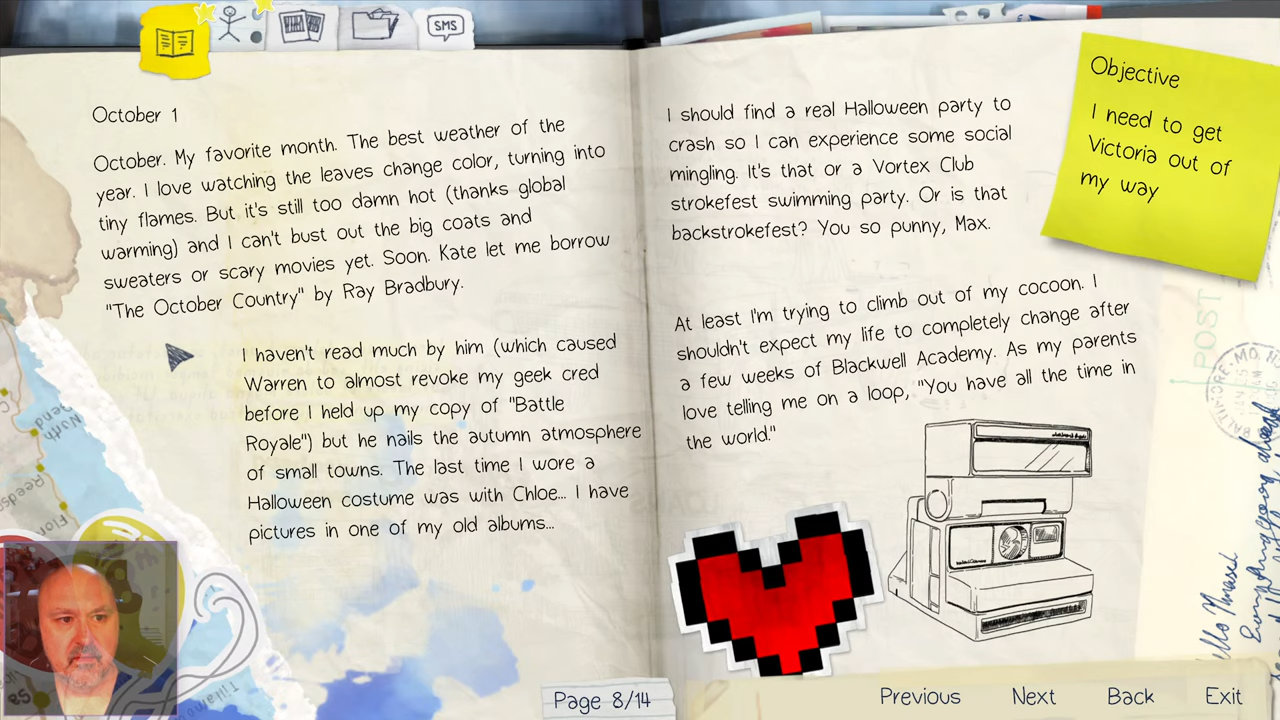 SMS
October 1
October. My favorite month. The best weather of the
year. I love watching the leaves change color, turning into
tiny flames. But it's still too damn hot (thanks global
warming) and I can't bust out the big coats and
sweaters or scary movies yet. Soon. Kate let me borrow
"The October Country" by Ray Bradbury.
I haven't read much by him (which caused
Warren to almost revoke my geek cred
before I held up my copy of "Battle
Royale") but he nails the autumn atmosphere
of small towns. The last time I wore a
Halloween costume was with Chloe... I have
pictures in one of my old albums...
I should find a real Halloween party to
crash so I can experience some social
mingling. It's that or a Vortex Club
strokefest swimming party. Or is that
backstrokefest? You so punny, Max.
At least I'm trying to climb out of my cocoon. I
shouldn't expect my life to completely change after
a few weeks of Blackwell Academy. As my parents
love telling me on a loop, "You have all the time in
the world."
Objective
I need to get
Victoria out of
my way
POST
North
Bend
Page 8/14
Previous
Next
Back
Exit